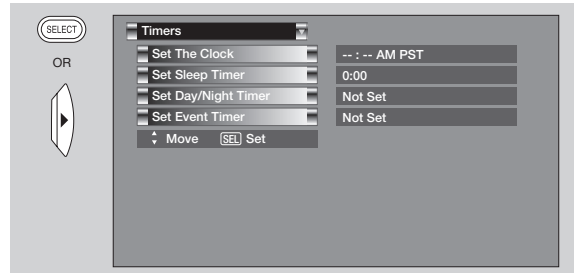 SELECT
OR
Timers
Set The Clock
-- : -- AM PST
Set Sleep Timer
0:00
Set Day/Night Timer
Not Set
Set Event Timer
Not Set
Move SEL Set